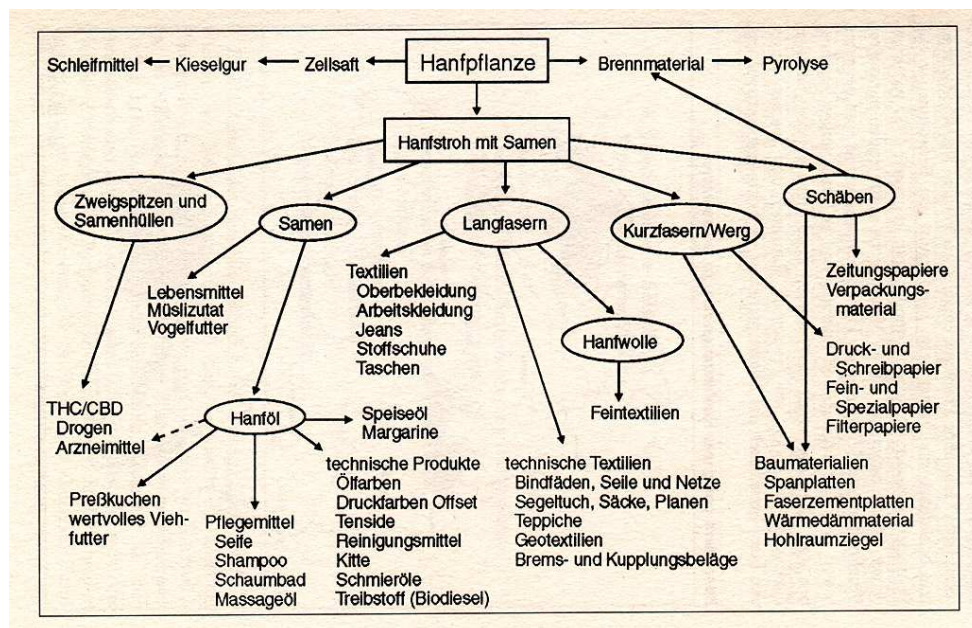 Schleifmittel Kieselgur Zellsaft Hanfpflanze Brennmaterial Pyrolyse
Hanfstroh mit Samen
Zweigspitzen und
Samenhüllen
Samen
Langfasern
Kurzfasern/Werg
Schäben
Lebensmittel
Müslizutat
Vogelfutter
Textilien
Oberbekleidung
Arbeitskleidung
Jeans
Stoffschuhe
Taschen
Hanfwolle
Feintextilien
Zeitungspapiere
Verpackungs-
material
Druck- und
Schreibpapier
Fein- und
Spezialpapier
Filterpapiere
THC/CBD
Drogen
Arzneimittel
Hanföl
Speiseöl
Margarine
Preßkuchen
wertvolles Vieh-
futter
Pflegemittel
Seife
Shampoo
Schaumbad
Massageöl
technische Produkte
Ölfarben
Druckfarben Offset
Tenside
Reinigungsmittel
Kitte
Schmieröle
Treibstoff (Biodiesel)
technische Textilien
Bindfäden, Seile und Netze
Segeltuch, Säcke, Planen
Teppiche
Geotextilien
Brems- und Kupplungsbeläge
Baumaterialien
Spanplatten
Faserzementplatten
Wärmedämmaterial
Hohlraumziegel